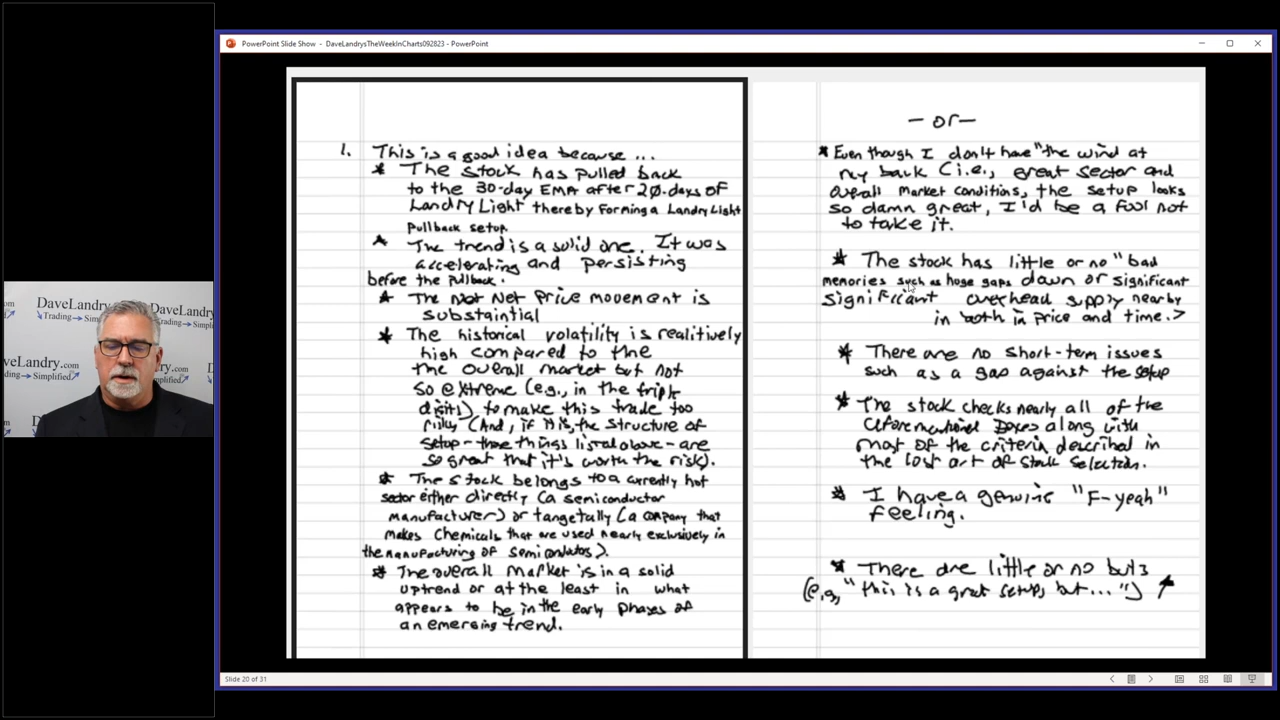 PowerPoint Slide Show - DaveLandrysTheWeekInCharts092823 - PowerPoint
1. This is a good idea because ...
* The stock has pulled back
to the 30-day EMA after 20-days of
Landry Light thereby forming a Landry Light
Pullback setup.
* The trend is a solid one. It was
accelerating and persisting
before the pullback.
* The Net Price movement is
substaintial
* The historical volatility is realitively
high compared to the
the overall market but not
so extreme (e.g., in the triple
digits) to make this trade too
risky (And, if it is, the structure of
setup - the things listed above - are
so great that it's worth the risk).
* The stock belongs to a currently hot
sector either directly (a semiconductor
manufacturer) or tangetally (a company that
makes chemicals that are used nearly exclusively in
the manufacturing of semiconductors).
* The overall market is in a solid
uptrend or at the least in what
appears to be in the early phases of
an emerging trend.
- or -
* Even though I don't have "the wind at
my back (i.e., great sector and
overall market conditions, the setup looks
so damn great, I'd be a fool not
to take it.
* The stock has little or no "bad
memories such as huge gaps down or significant
significant overhead supply nearby
in both in price and time.>
* There are no short-term issues
such as a gap against the setup
* The stock checks nearly all of the
aforementioned boxes along with
most of the criteria described in
the lost art of stock selection.
* I have a genuine "F-yeah"
feeling.
* There are little or no buts
(e.g, "this is a great setup, but...")
DaveLandry.com
Trading
DaveLandry.com
Simplified
DaveLandry.com
Trading Simplified
Slide 20 of 31